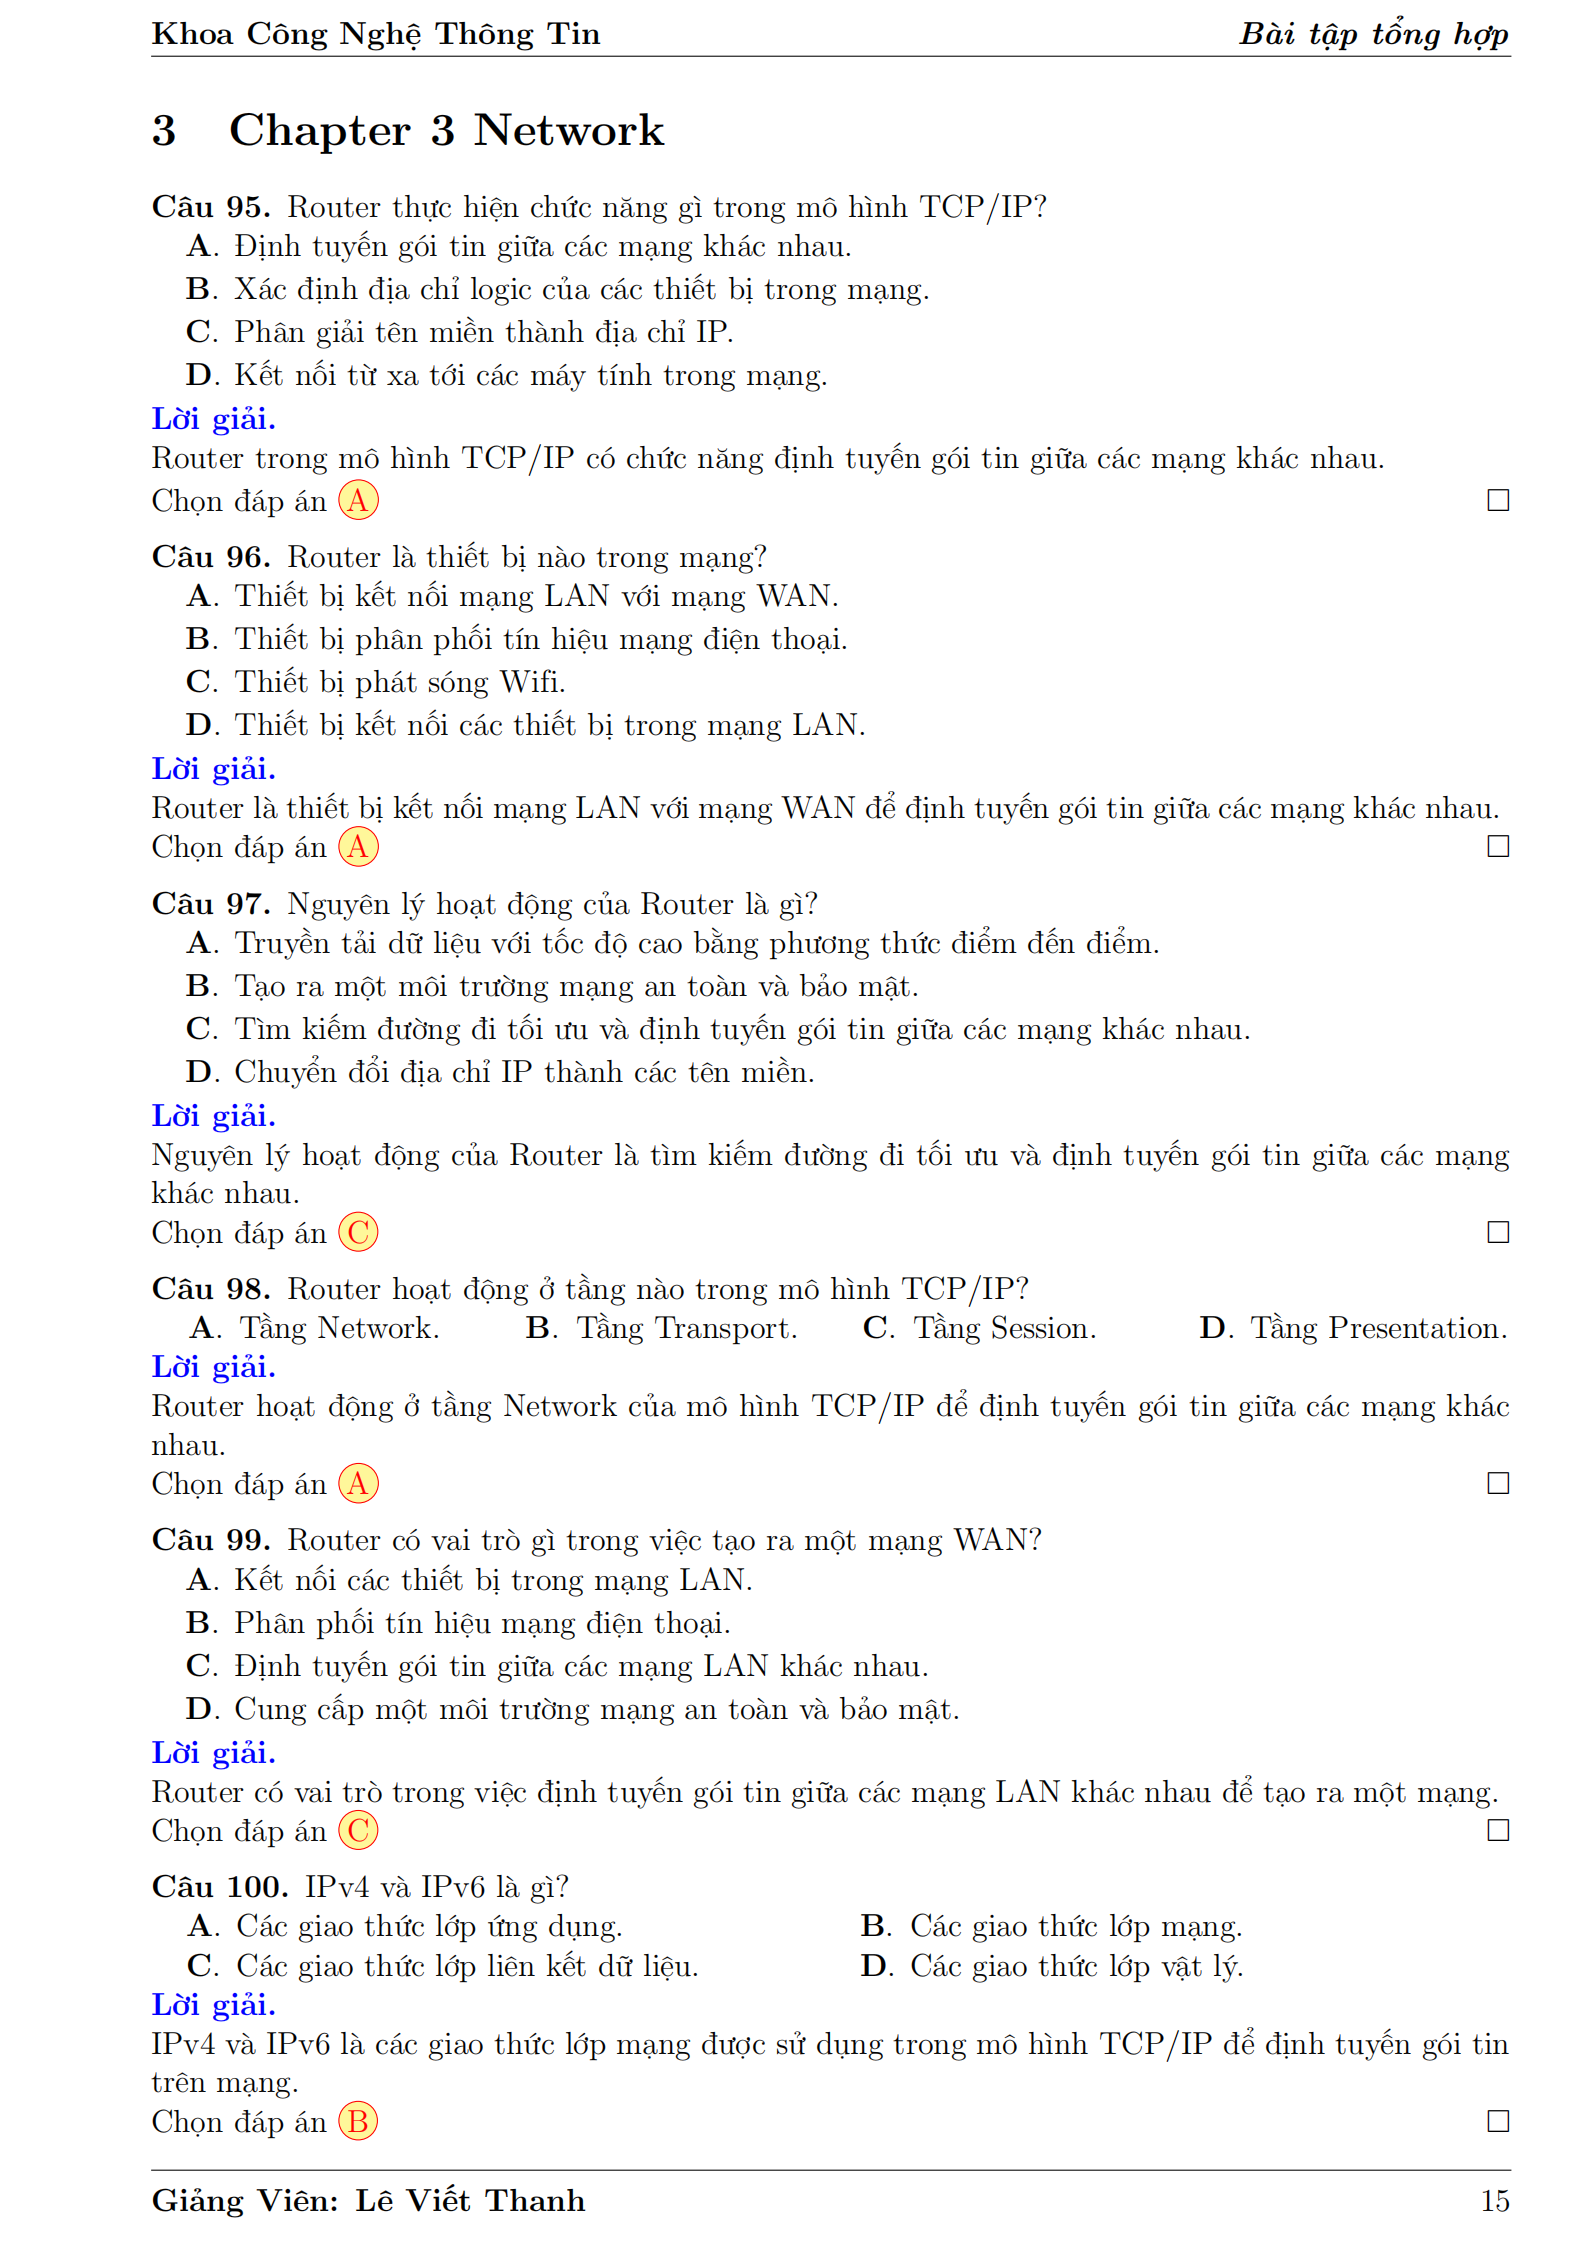 Khoa Công Nghệ Thông Tin Bài tập tổng hợp
3 Chapter 3 Network
Câu 95. Router thực hiện chức năng gì trong mô hình TCP/IP?
A. Định tuyến gói tin giữa các mạng khác nhau.
B. Xác định địa chỉ logic của các thiết bị trong mạng.
C. Phân giải tên miền thành địa chỉ IP.
D. Kết nối từ xa tới các máy tính trong mạng.
Lời giải.
Router trong mô hình TCP/IP có chức năng định tuyến gói tin giữa các mạng khác nhau.
Chọn đáp án A □
Câu 96. Router là thiết bị nào trong mạng?
A. Thiết bị kết nối mạng LAN với mạng WAN.
B. Thiết bị phân phối tín hiệu mạng điện thoại.
C. Thiết bị phát sóng Wifi.
D. Thiết bị kết nối các thiết bị trong mạng LAN.
Lời giải.
Router là thiết bị kết nối mạng LAN với mạng WAN để định tuyến gói tin giữa các mạng khác nhau.
Chọn đáp án A □
Câu 97. Nguyên lý hoạt động của Router là gì?
A. Truyền tải dữ liệu với tốc độ cao bằng phương thức điểm đến điểm.
B. Tạo ra một môi trường mạng an toàn và bảo mật.
C. Tìm kiếm đường đi tối ưu và định tuyến gói tin giữa các mạng khác nhau.
D. Chuyển đổi địa chỉ IP thành các tên miền.
Lời giải.
Nguyên lý hoạt động của Router là tìm kiếm đường đi tối ưu và định tuyến gói tin giữa các mạng
khác nhau.
Chọn đáp án C □
Câu 98. Router hoạt động ở tầng nào trong mô hình TCP/IP?
A. Tầng Network. B. Tầng Transport. C. Tầng Session. D. Tầng Presentation.
Lời giải.
Router hoạt động ở tầng Network của mô hình TCP/IP để định tuyến gói tin giữa các mạng khác
nhau.
Chọn đáp án A □
Câu 99. Router có vai trò gì trong việc tạo ra một mạng WAN?
A. Kết nối các thiết bị trong mạng LAN.
B. Phân phối tín hiệu mạng điện thoại.
C. Định tuyến gói tin giữa các mạng LAN khác nhau.
D. Cung cấp một môi trường mạng an toàn và bảo mật.
Lời giải.
Router có vai trò trong việc định tuyến gói tin giữa các mạng LAN khác nhau để tạo ra một mạng.
Chọn đáp án C □
Câu 100. IPv4 và IPv6 là gì?
A. Các giao thức lớp ứng dụng. B. Các giao thức lớp mạng.
C. Các giao thức lớp liên kết dữ liệu. D. Các giao thức lớp vật lý.
Lời giải.
IPv4 và IPv6 là các giao thức lớp mạng được sử dụng trong mô hình TCP/IP để định tuyến gói tin
trên mạng.
Chọn đáp án B □
Giảng Viên: Lê Viết Thanh 15